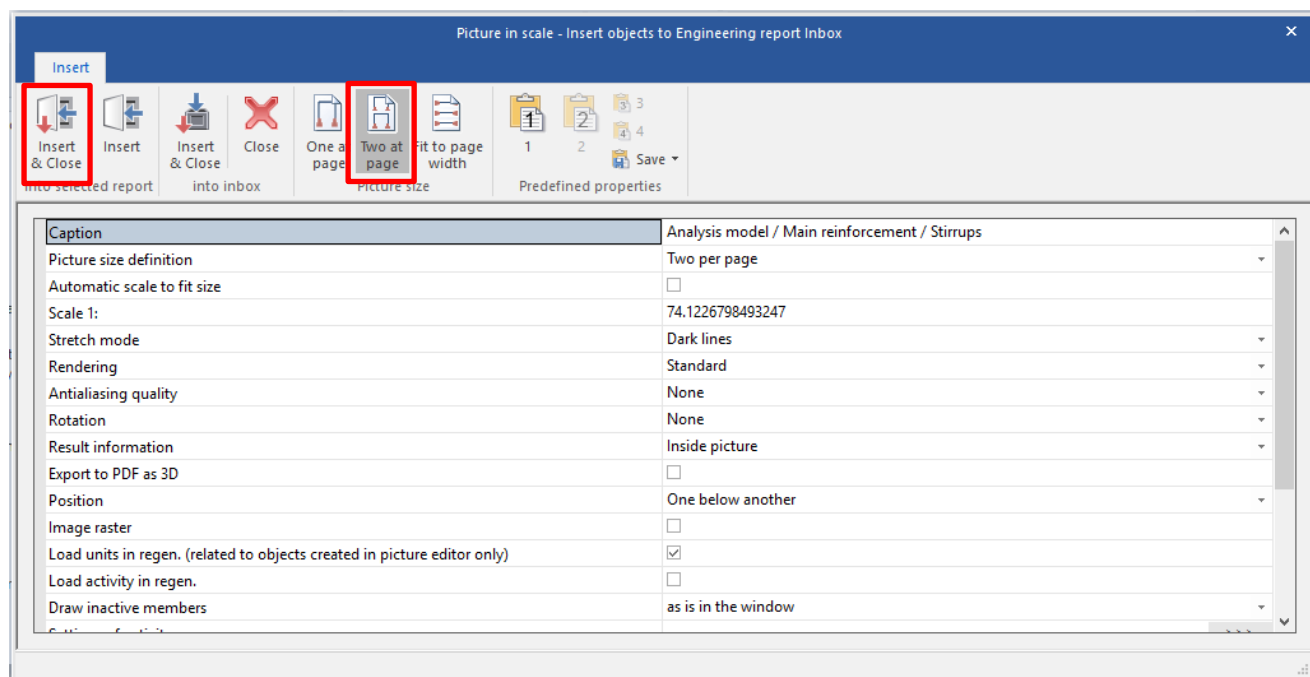 Picture in scale - Insert objects to Engineering report Inbox
Insert
Insert & Close
Insert
Insert & Close
Close
One a page
Two at page
Fit to page width
1
2
3
4
Save
into selected report
into inbox
Picture size
Predefined properties
Caption Analysis model / Main reinforcement / Stirrups
Picture size definition Two per page
Automatic scale to fit size
Scale 1: 74.1226798493247
Stretch mode Dark lines
Rendering Standard
Antialiasing quality None
Rotation None
Result information Inside picture
Export to PDF as 3D
Position One below another
Image raster
Load units in regen. (related to objects created in picture editor only)
Load activity in regen.
Draw inactive members as is in the window